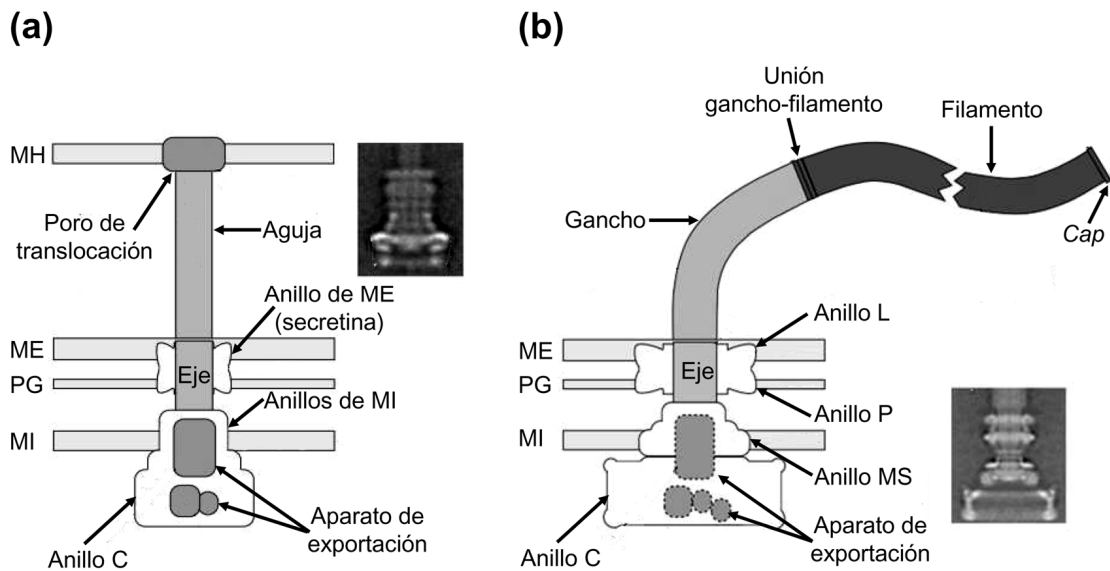 (a)
MH
Poro de
translocación
Aguja
Anillo de ME
(secretina)
ME
Eje
PG
Anillos de MI
MI
Aparato de
exportación
Anillo C
(b)
Unión
gancho-filamento
Filamento
Gancho
Cap
Anillo L
ME
Eje
PG
Anillo P
MI
Anillo MS
Aparato de
exportación
Anillo C